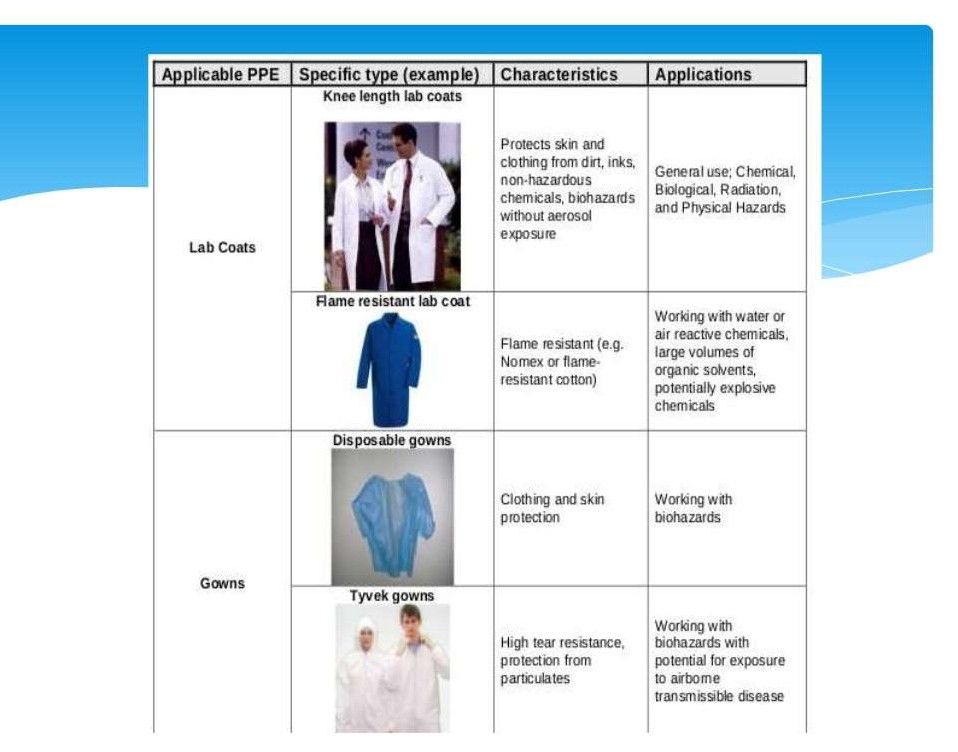 Applicable PPE
Specific type (example)
Characteristics
Applications
Lab Coats
Knee length lab coats
Protects skin and
clothing from dirt, inks,
non-hazardous
chemicals, biohazards
without aerosol
exposure
General use; Chemical,
Biological, Radiation,
and Physical Hazards
Flame resistant lab coat
Flame resistant (e.g.
Nomex or flame-
resistant cotton)
Working with water or
air reactive chemicals,
large volumes of
organic solvents,
potentially explosive
chemicals
Gowns
Disposable gowns
Clothing and skin
protection
Working with
biohazards
Tyvek gowns
High tear resistance,
protection from
particulates
Working with
biohazards with
potential for exposure
to airborne
transmissible disease